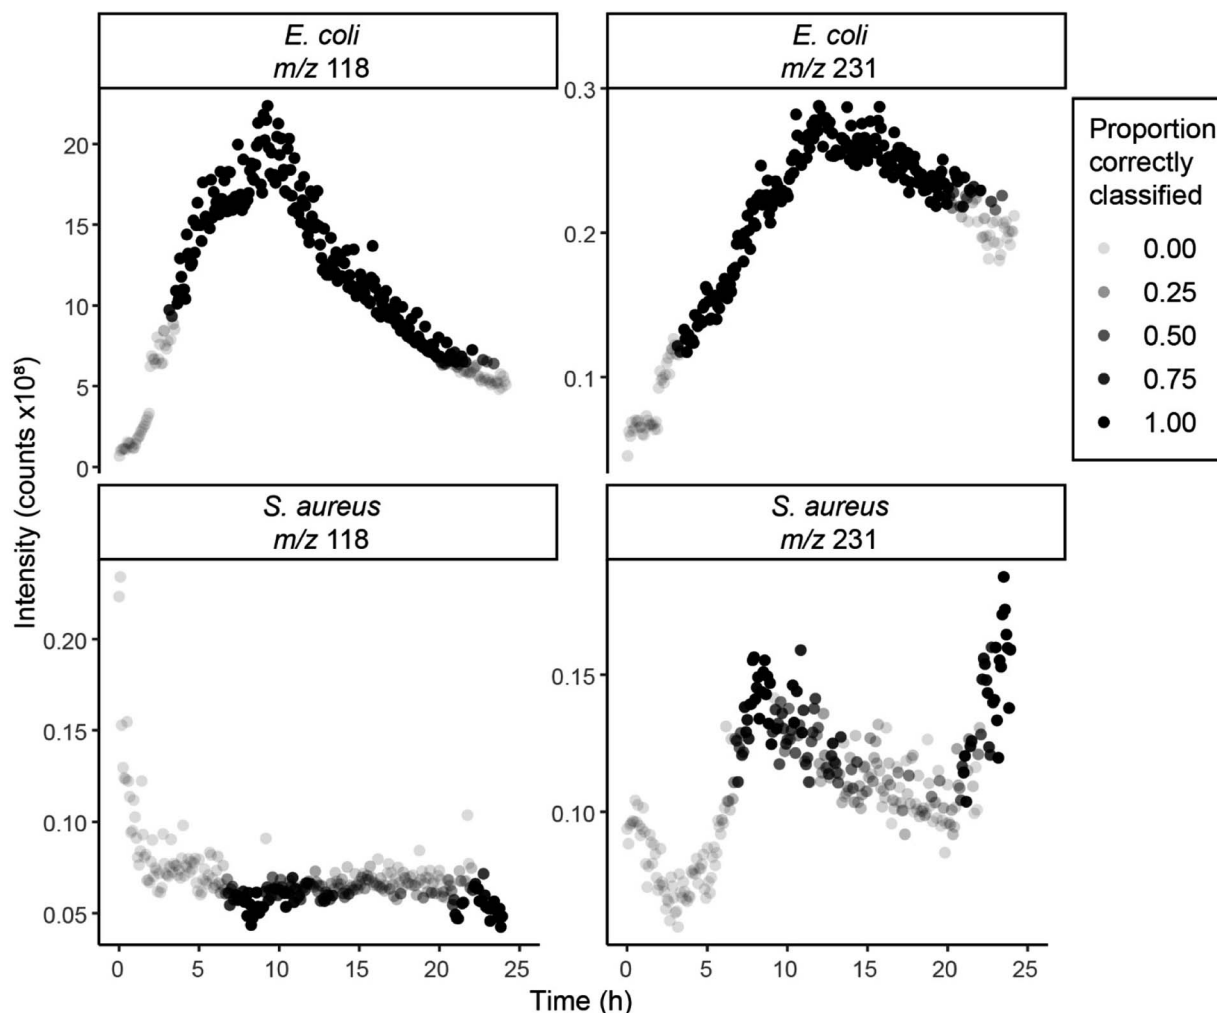 E. coli
m/z 118
E. coli
m/z 231
Proportion
correctly
classified
0.00
0.25
0.50
0.75
1.00
20
15
10
5
0
0.3
0.2
0.1
Intensity (counts x10⁸)
S. aureus
m/z 118
S. aureus
m/z 231
0.20
0.15
0.10
0.05
0.15
0.10
0 5 10 15 20 25
0 5 10 15 20 25
Time (h)